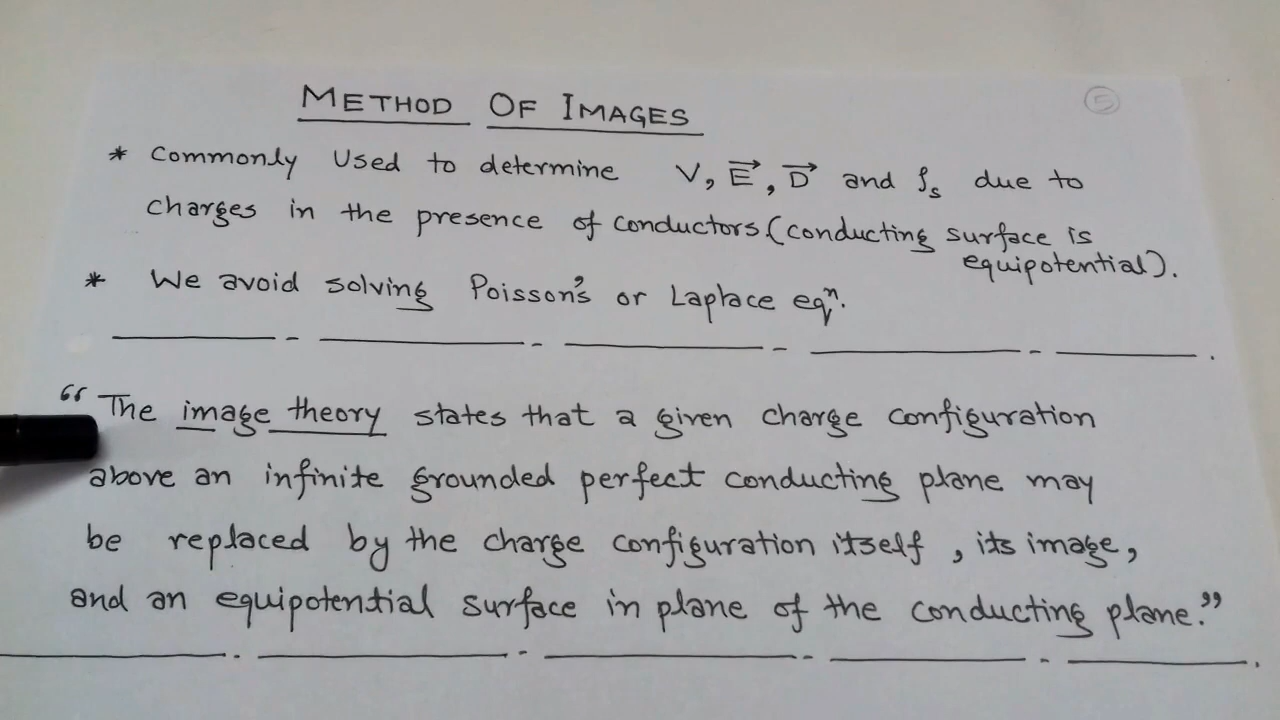 METHOD OF IMAGES
5
* Commonly Used to determine V, E⃗, D⃗ and ρs due to
charges in the presence of conductors (conducting surface is
equipotential).
* We avoid solving Poisson's or Laplace eqⁿ.
“The image theory states that a given charge configuration
above an infinite grounded perfect conducting plane may
be replaced by the charge configuration itself, its image,
and an equipotential surface in plane of the conducting plane.”